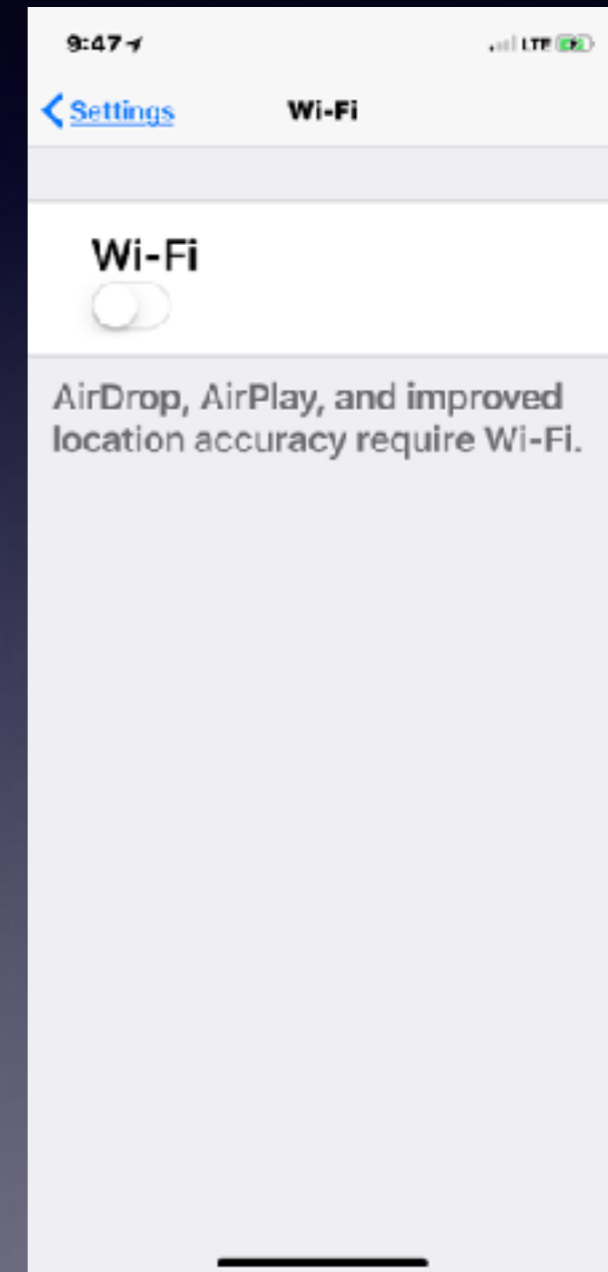 9:47
LTE
Settings
Wi-Fi
Wi-Fi
AirDrop, AirPlay, and improved
location accuracy require Wi-Fi.